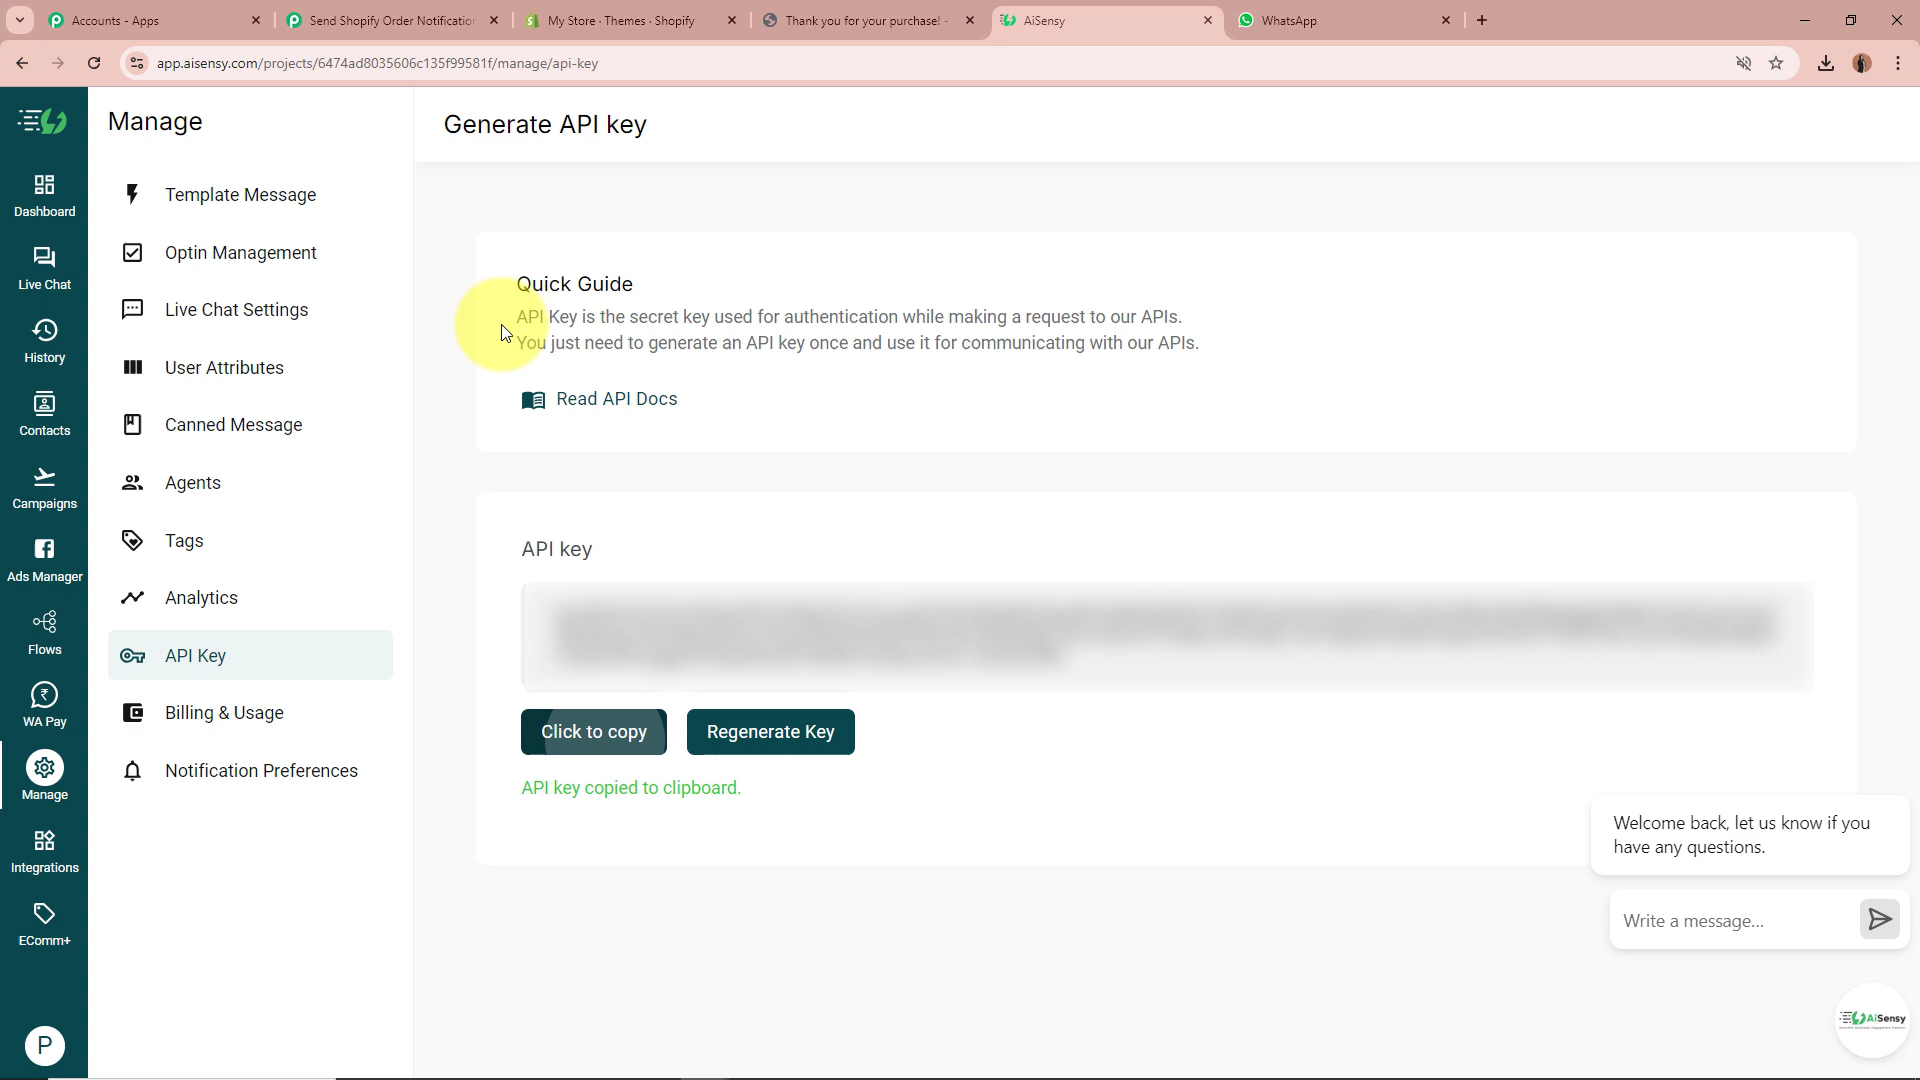 Accounts - Apps
Send Shopify Order Notification
My Store · Themes · Shopify
Thank you for your purchase! -
AiSensy
WhatsApp
app.aisensy.com/projects/6474ad8035606c135f99581f/manage/api-key
Dashboard
Live Chat
History
Contacts
Campaigns
Ads Manager
Flows
WA Pay
Manage
Integrations
EComm+
P
Manage
Template Message
Optin Management
Live Chat Settings
User Attributes
Canned Message
Agents
Tags
Analytics
API Key
Billing & Usage
Notification Preferences
Generate API key
Quick Guide
API Key is the secret key used for authentication while making a request to our APIs.
You just need to generate an API key once and use it for communicating with our APIs.
Read API Docs
API key
Click to copy
Regenerate Key
API key copied to clipboard.
Welcome back, let us know if you
have any questions.
Write a message...
AiSensy